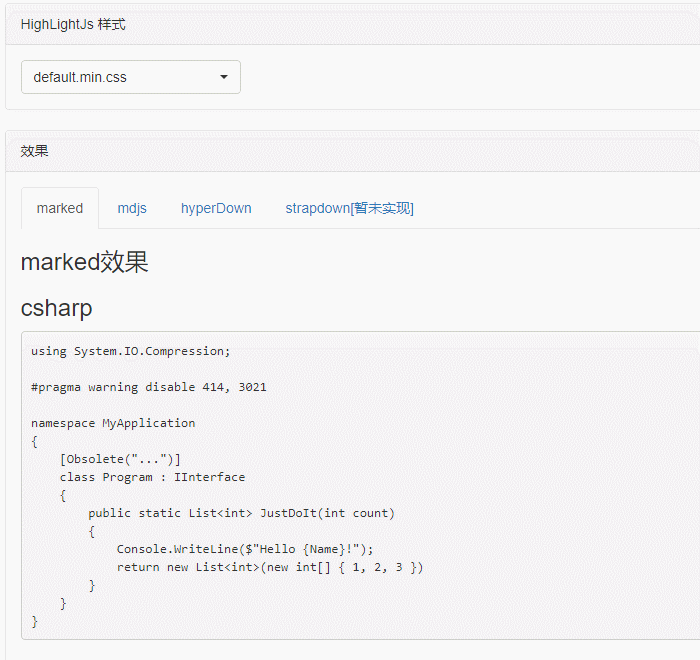 HighLightJs 样式
default.min.css
效果
marked mdjs hyperDown strapdown[暂未实现]
marked效果
csharp
using System.IO.Compression;
#pragma warning disable 414, 3021
namespace MyApplication
{
    [Obsolete("...")]
    class Program : IInterface
    {
        public static List<int> JustDoIt(int count)
        {
            Console.WriteLine($"Hello {Name}!");
            return new List<int>(new int[] { 1, 2, 3 })
        }
    }
}